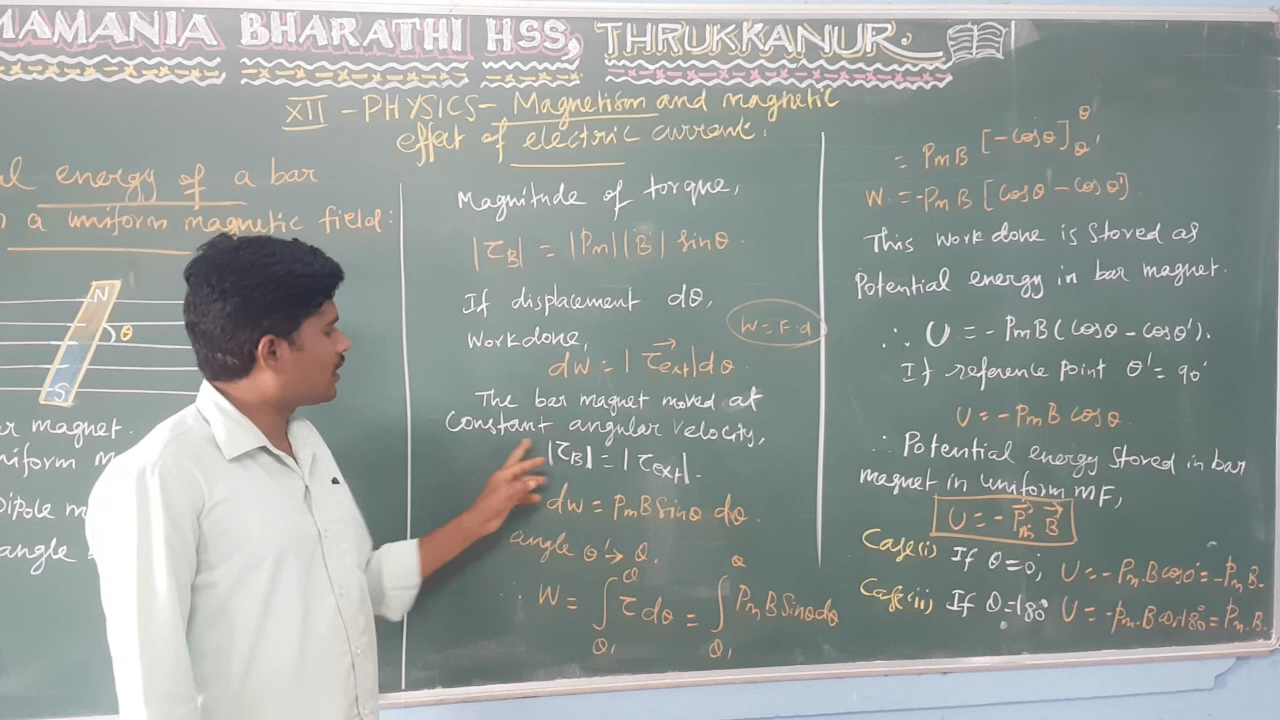 MAMANIA BHARATHI HSS, THRUKKANUR.
XII - PHYSICS - Magnetism and magnetic
effect of electric current.
al energy of a bar
a uniform magnetic field:
N
θ
S
magnet.
niform
Dipole m
angle
Magnitude of torque,
|τB| = |Pm| |B| sinθ.
If displacement dθ,
Workdone,
W = F.d
dw = |τ⃗ext| dθ
The bar magnet moved at
Constant angular velocity,
|τB| = |τext|.
dw = PmB sinθ dθ.
angle θ' → θ.
∴ W = ∫θ'^θ τ dθ = ∫θ'^θ PmB sinθ dθ
= PmB [-cosθ]θ'^θ
W = -PmB [cosθ - cosθ'].
This workdone is stored as
Potential energy in bar magnet.
∴ U = - PmB (cosθ - cosθ').
If reference point θ' = 90°
U = - PmB cosθ.
∴ Potential energy stored in bar
magnet in uniform MF,
U = - P⃗m. B⃗
Case(i) If θ=0, U = -Pm.B cos0° = -Pm B.
Case(ii) If θ=180° U = -Pm.B cos180° = Pm.B.